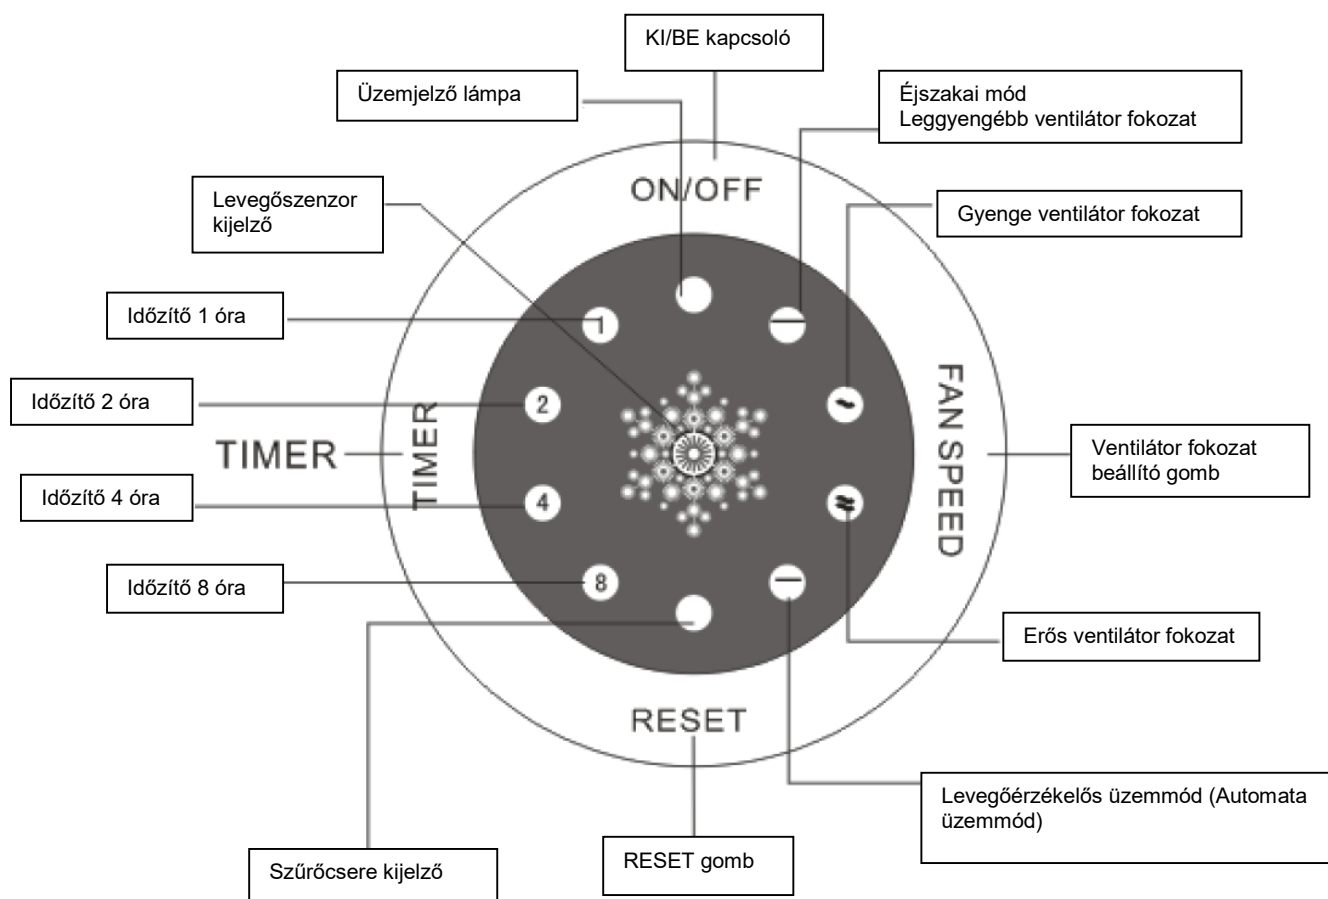 KI/BE kapcsoló
Üzemjelző lámpa
Éjszakai mód
Leggyengébb ventilátor fokozat
Levegőszenzor
kijelző
ON/OFF
Gyenge ventilátor fokozat
Időzítő 1 óra
1
Időzítő 2 óra
2
TIMER
TIMER
FAN SPEED
Ventilátor fokozat
beállító gomb
Időzítő 4 óra
4
Időzítő 8 óra
8
Erős ventilátor fokozat
RESET
Levegőérzékelős üzemmód (Automata
üzemmód)
Szűrőcsere kijelző
RESET gomb